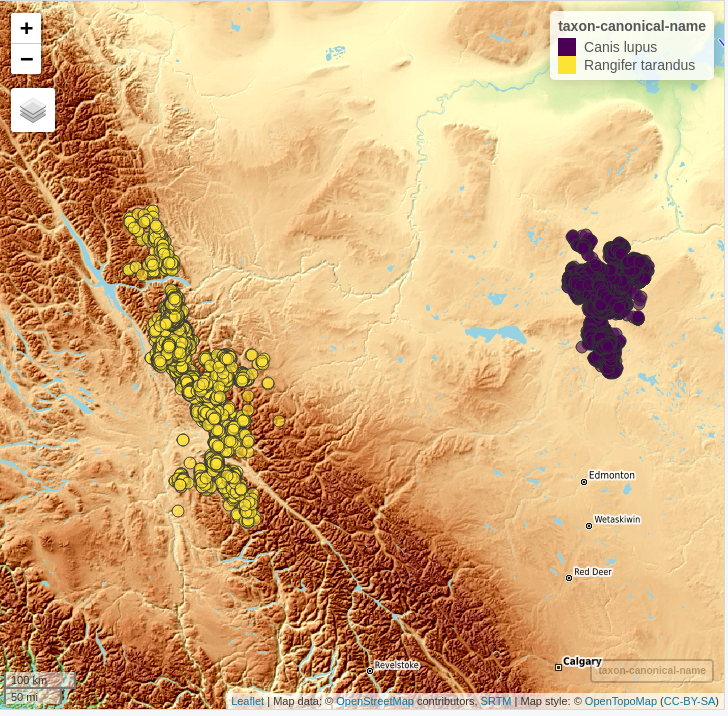 +
−
taxon-canonical-name
Canis lupus
Rangifer tarandus
Edmonton
Wetaskiwin
Red Deer
Calgary
taxon-canonical-name
Revelstoke
100 km
50 mi
Leaflet | Map data: © OpenStreetMap contributors, SRTM | Map style: © OpenTopoMap (CC-BY-SA)